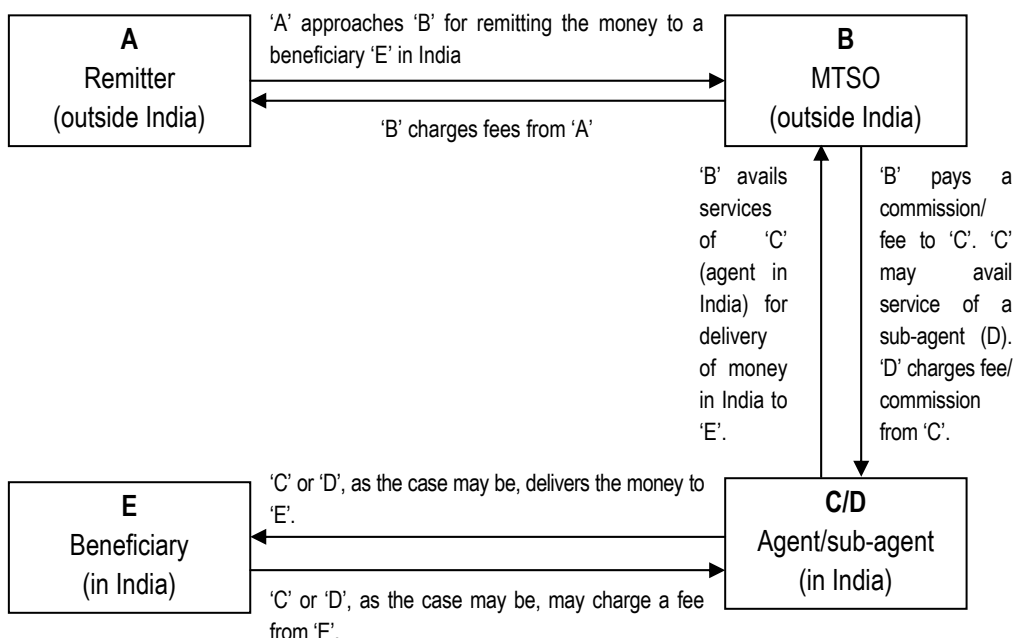 A
Remitter
(outside India)
‘A’ approaches ‘B’ for remitting the money to a
beneficiary ‘E’ in India
‘B’ charges fees from ‘A’
B
MTSO
(outside India)
‘B’ avails
services
of ‘C’
(agent in
India) for
delivery
of money
in India to
‘E’.
‘B’ pays a
commission/
fee to ‘C’. ‘C’
may avail
service of a
sub-agent (D).
‘D’ charges fee/
commission
from ‘C’.
E
Beneficiary
(in India)
‘C’ or ‘D’, as the case may be, delivers the money to
‘E’.
‘C’ or ‘D’, as the case may be, may charge a fee
from ‘E’.
C/D
Agent/sub-agent
(in India)